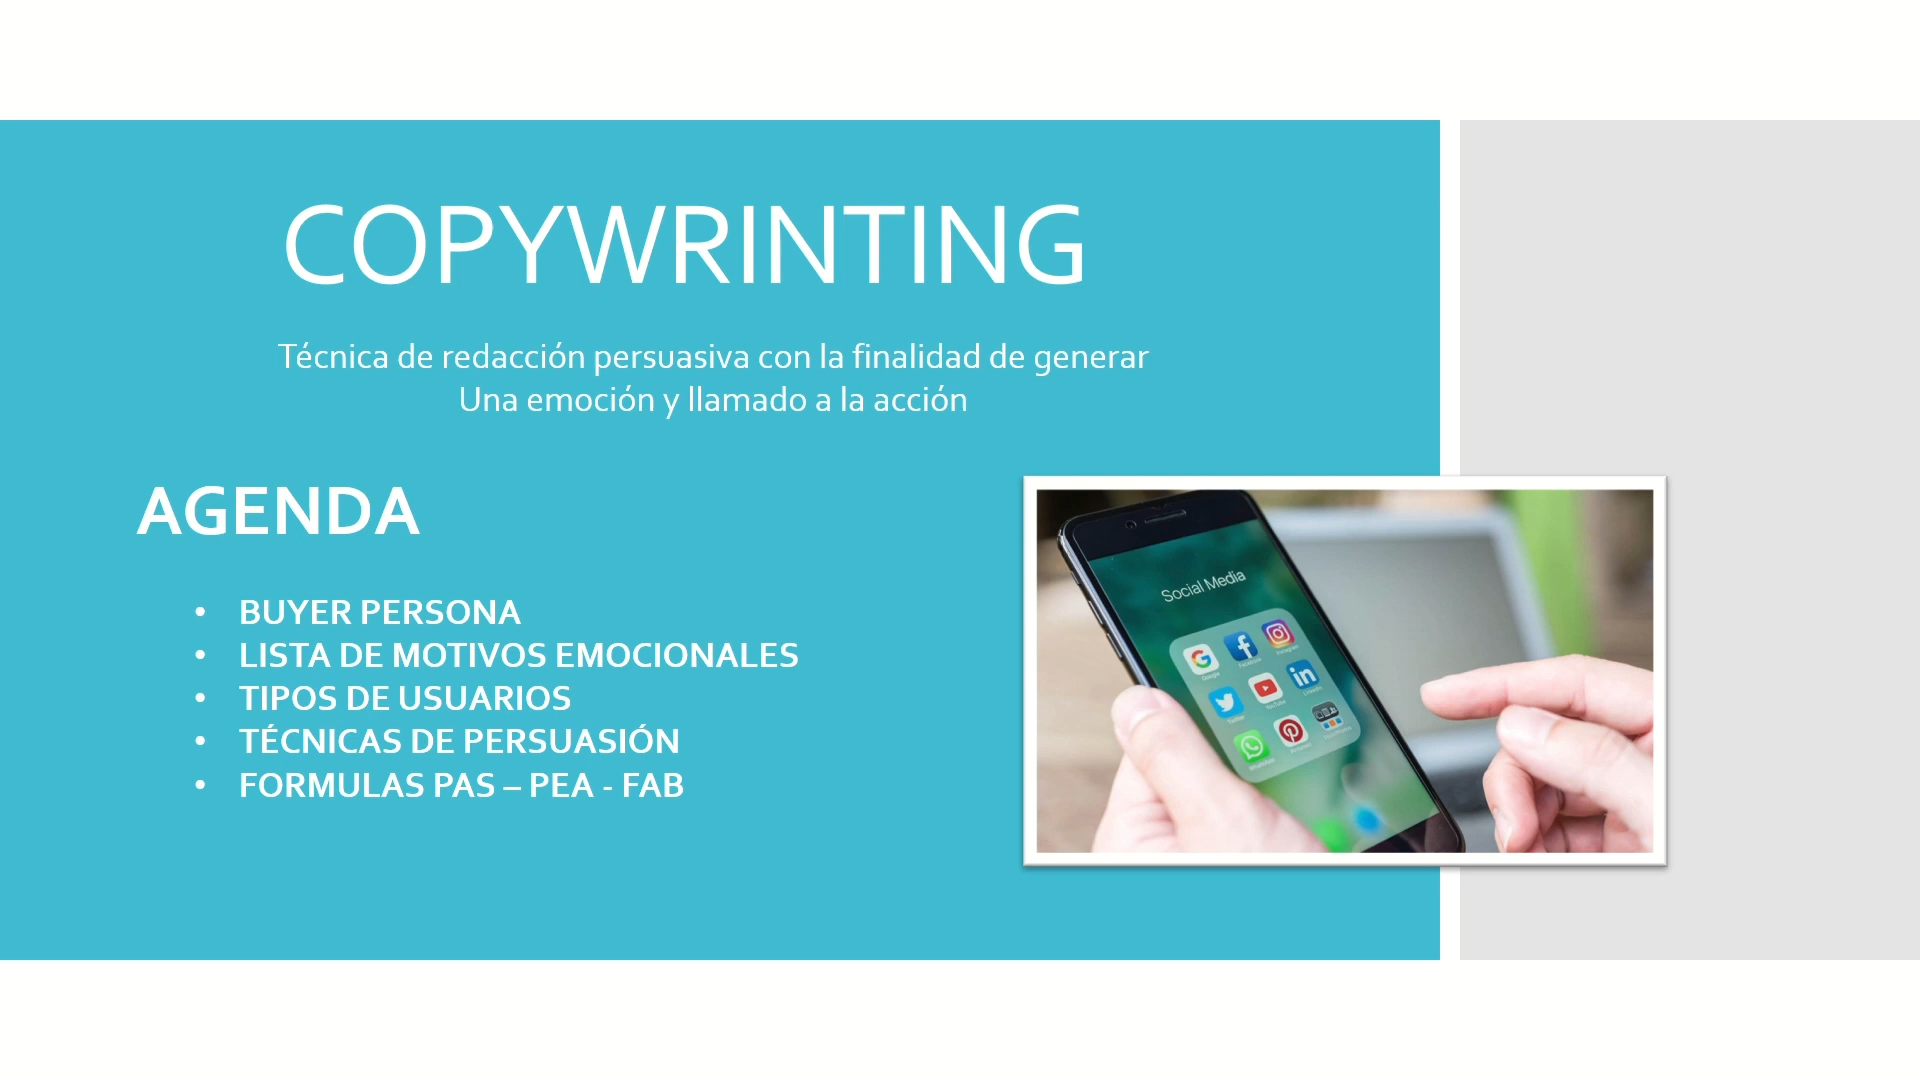 COPYWRINTING
Técnica de redacción persuasiva con la finalidad de generar
Una emoción y llamado a la acción
AGENDA
• BUYER PERSONA
• LISTA DE MOTIVOS EMOCIONALES
• TIPOS DE USUARIOS
• TÉCNICAS DE PERSUASIÓN
• FORMULAS PAS – PEA - FAB
Social Media